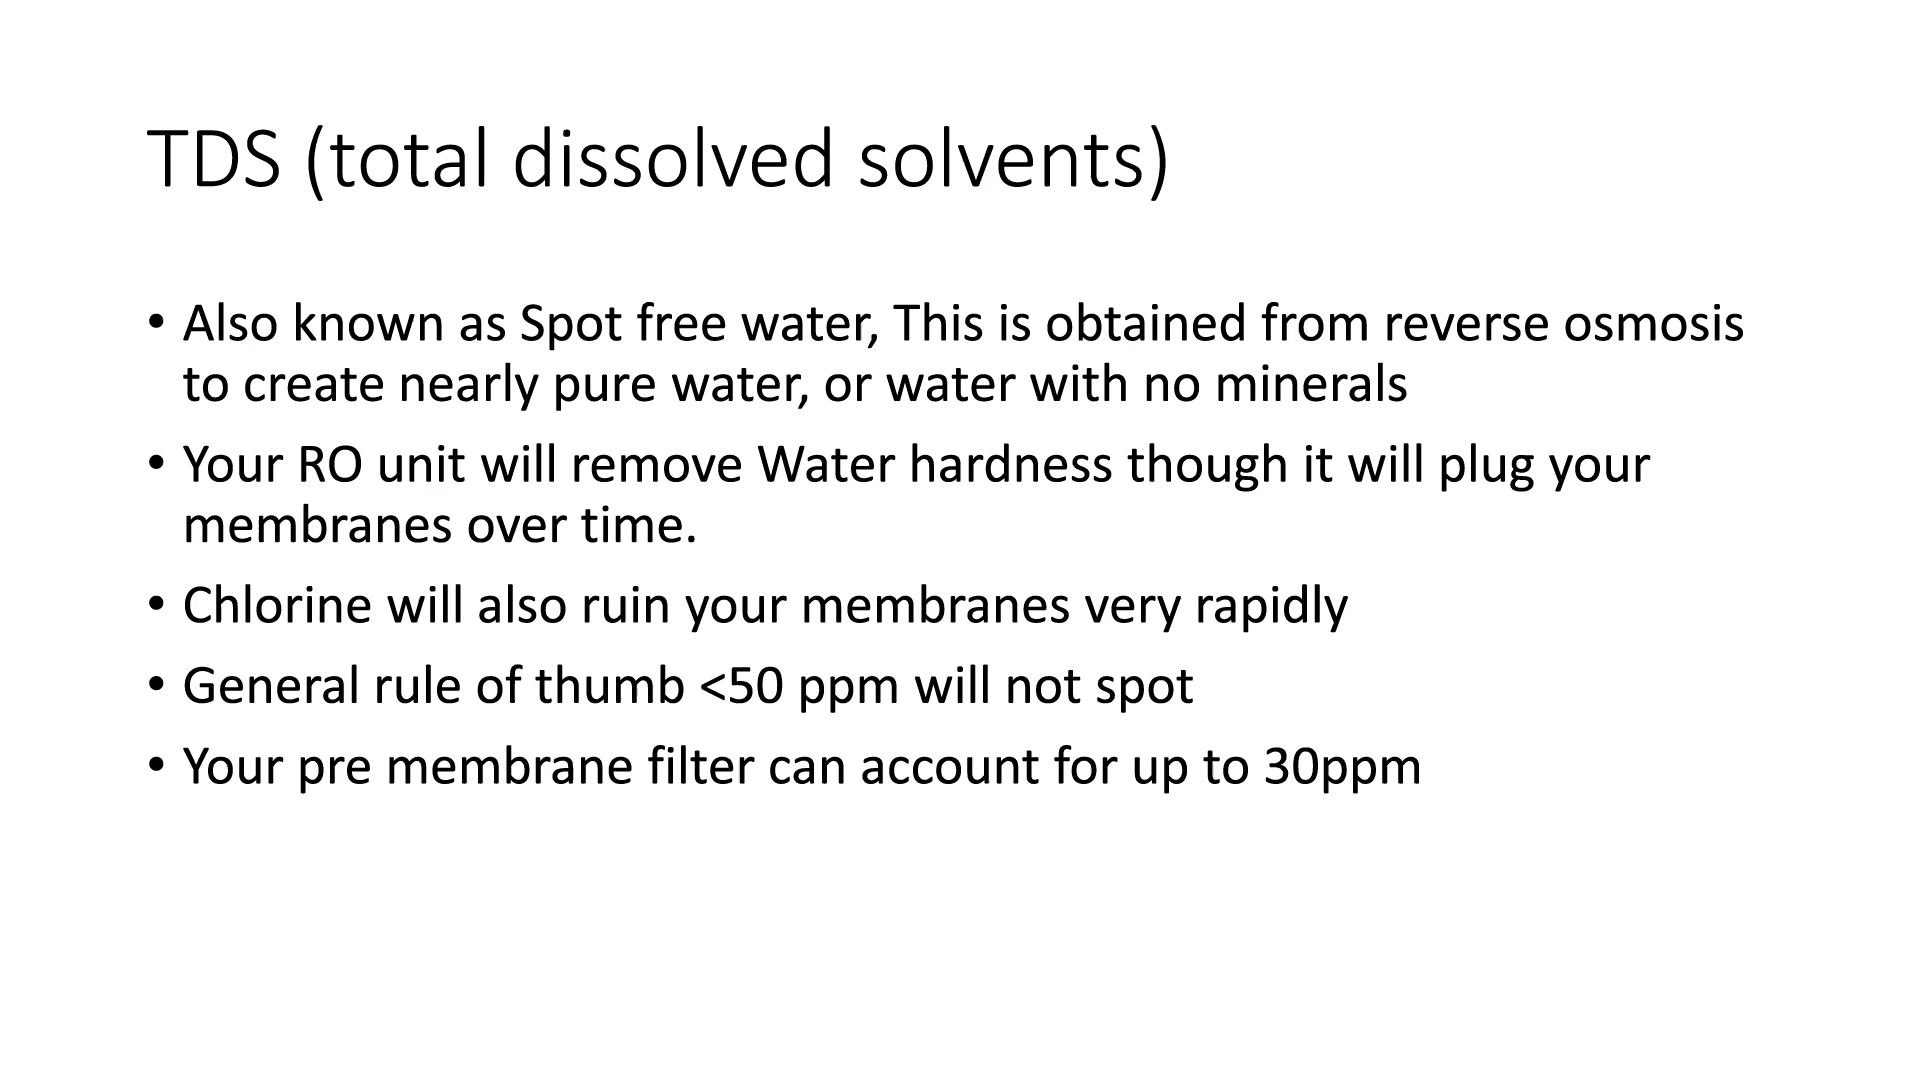 TDS (total dissolved solvents)
• Also known as Spot free water, This is obtained from reverse osmosis
to create nearly pure water, or water with no minerals
• Your RO unit will remove Water hardness though it will plug your
membranes over time.
• Chlorine will also ruin your membranes very rapidly
• General rule of thumb <50 ppm will not spot
• Your pre membrane filter can account for up to 30ppm